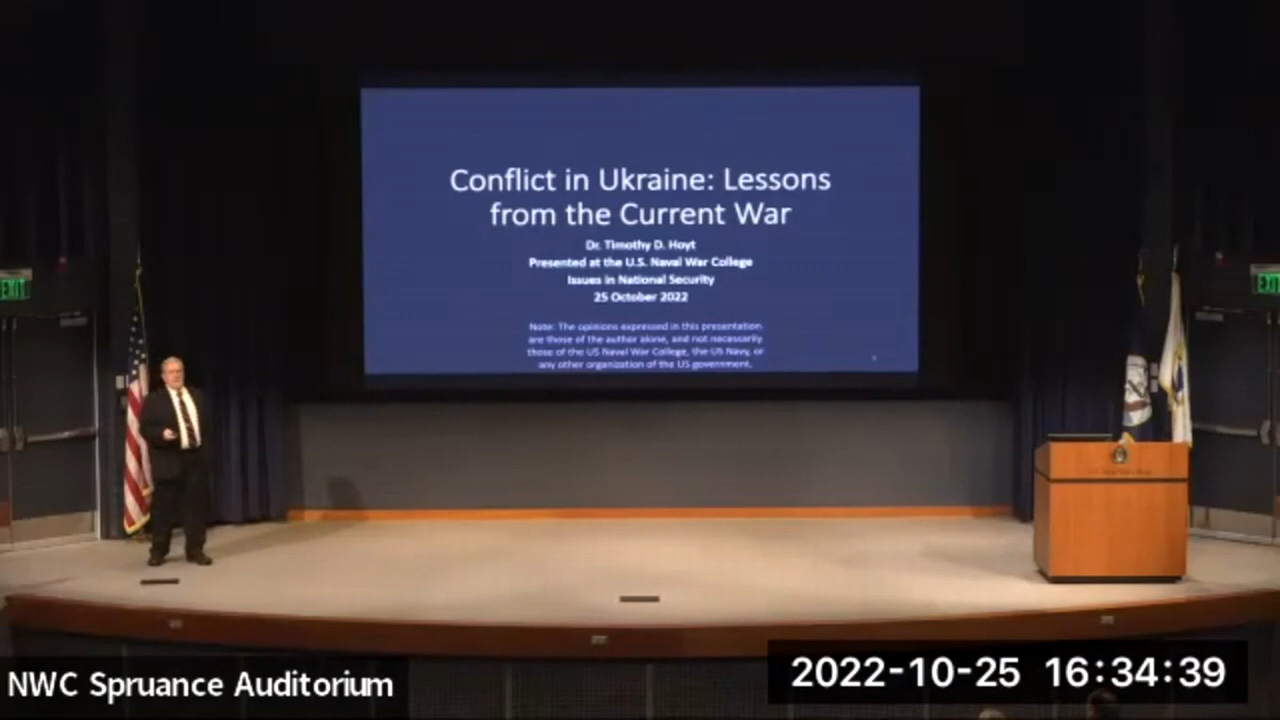 Conflict in Ukraine: Lessons
from the Current War
Dr. Timothy D. Hoyt
Presented at the U.S. Naval War College
Issues in National Security
25 October 2022
Note: The opinions expressed in this presentation
are those of the author alone, and not necessarily
those of the US Naval War College, the US Navy, or
any other organization of the US government.
EXIT
EXI
NWC Spruance Auditorium
2022-10-25 16:34:39